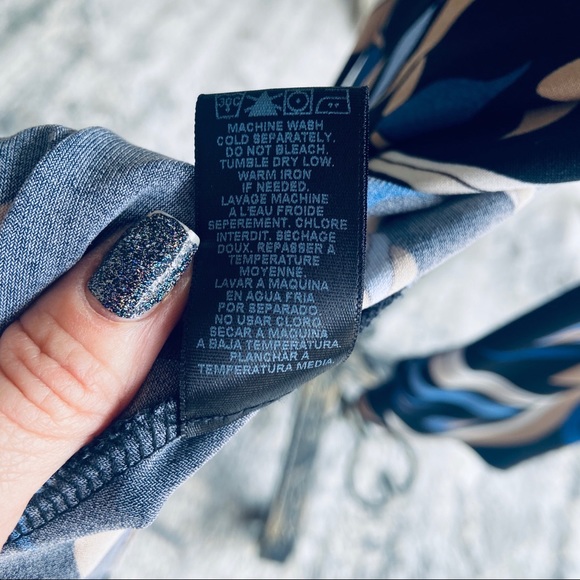 30C
MACHINE WASH
COLD SEPARATELY.
DO NOT BLEACH.
TUMBLE DRY LOW.
WARM IRON
IF NEEDED.
LAVAGE MACHINE
A L'EAU FROIDE
SEPEREMENT. CHLORE
INTERDIT. SECHAGE
DOUX. REPASSER A
TEMPERATURE
MOYENNE.
LAVAR A MAQUINA
EN AGUA FRIA
POR SEPARADO.
NO USAR CLORO
SECAR A MAQUINA
A BAJA TEMPERATURA.
PLANCHAR A
TEMPERATURA MEDIA.